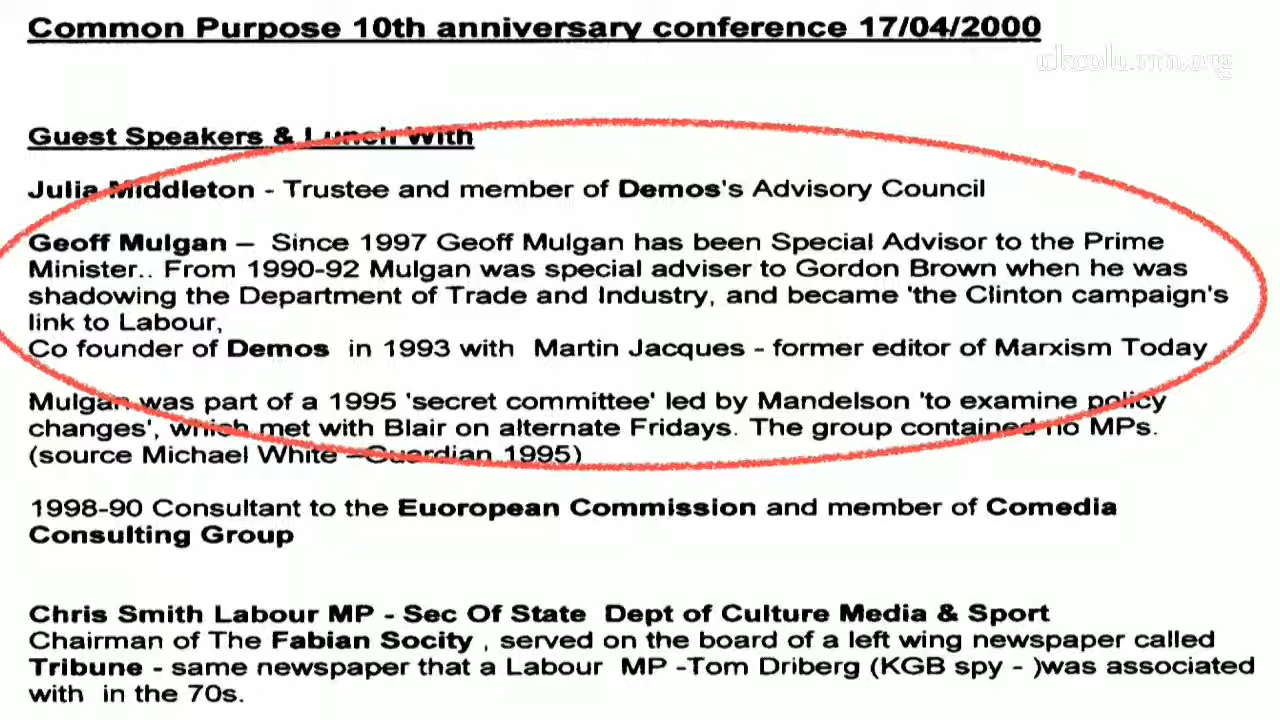 Common Purpose 10th anniversary conference 17/04/2000
ukcolumn.org
Guest Speakers & Lunch With
Julia Middleton - Trustee and member of Demos's Advisory Council
Geoff Mulgan – Since 1997 Geoff Mulgan has been Special Advisor to the Prime
Minister.. From 1990-92 Mulgan was special adviser to Gordon Brown when he was
shadowing the Department of Trade and Industry, and became 'the Clinton campaign's
link to Labour,
Co founder of Demos in 1993 with Martin Jacques - former editor of Marxism Today
Mulgan was part of a 1995 'secret committee' led by Mandelson 'to examine policy
changes', which met with Blair on alternate Fridays. The group contained no MPs.
(source Michael White –Guardian 1995)
1998-90 Consultant to the Euoropean Commission and member of Comedia
Consulting Group
Chris Smith Labour MP - Sec Of State Dept of Culture Media & Sport
Chairman of The Fabian Socity , served on the board of a left wing newspaper called
Tribune - same newspaper that a Labour MP -Tom Driberg (KGB spy - )was associated
with in the 70s.